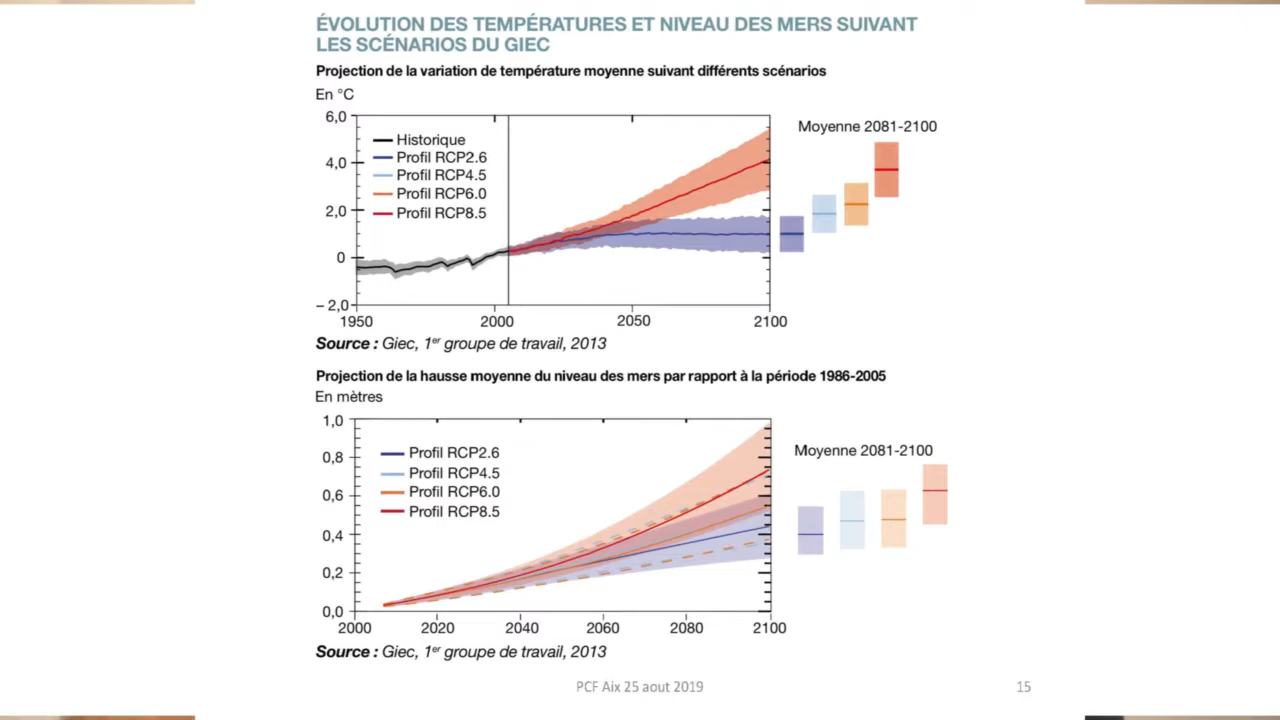 ÉVOLUTION DES TEMPÉRATURES ET NIVEAU DES MERS SUIVANT
LES SCÉNARIOS DU GIEC
Projection de la variation de température moyenne suivant différents scénarios
En °C
6,0
4,0
2,0
0
– 2,0
Historique
Profil RCP2.6
Profil RCP4.5
Profil RCP6.0
Profil RCP8.5
Moyenne 2081-2100
1950
2000
2050
2100
Source : Giec, 1er groupe de travail, 2013
Projection de la hausse moyenne du niveau des mers par rapport à la période 1986-2005
En mètres
1,0
0,8
0,6
0,4
0,2
0,0
Profil RCP2.6
Profil RCP4.5
Profil RCP6.0
Profil RCP8.5
Moyenne 2081-2100
2000
2020
2040
2060
2080
2100
Source : Giec, 1er groupe de travail, 2013
PCF Aix 25 aout 2019
15